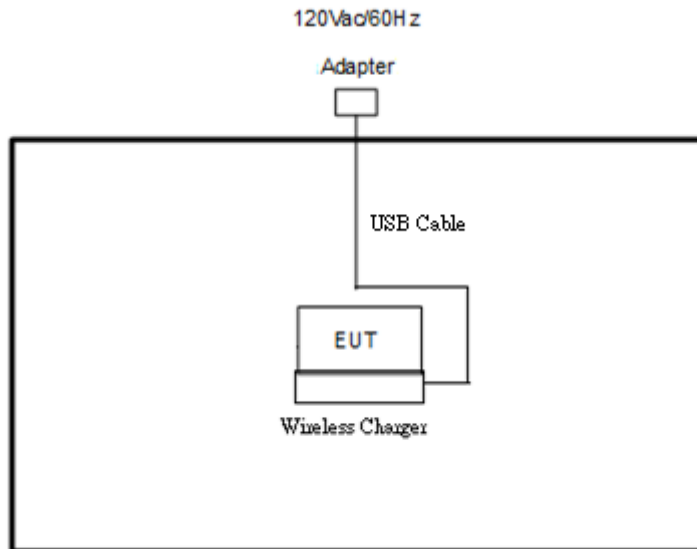 120Vac/60Hz
Adapter
USB Cable
EUT
Wireless Charger